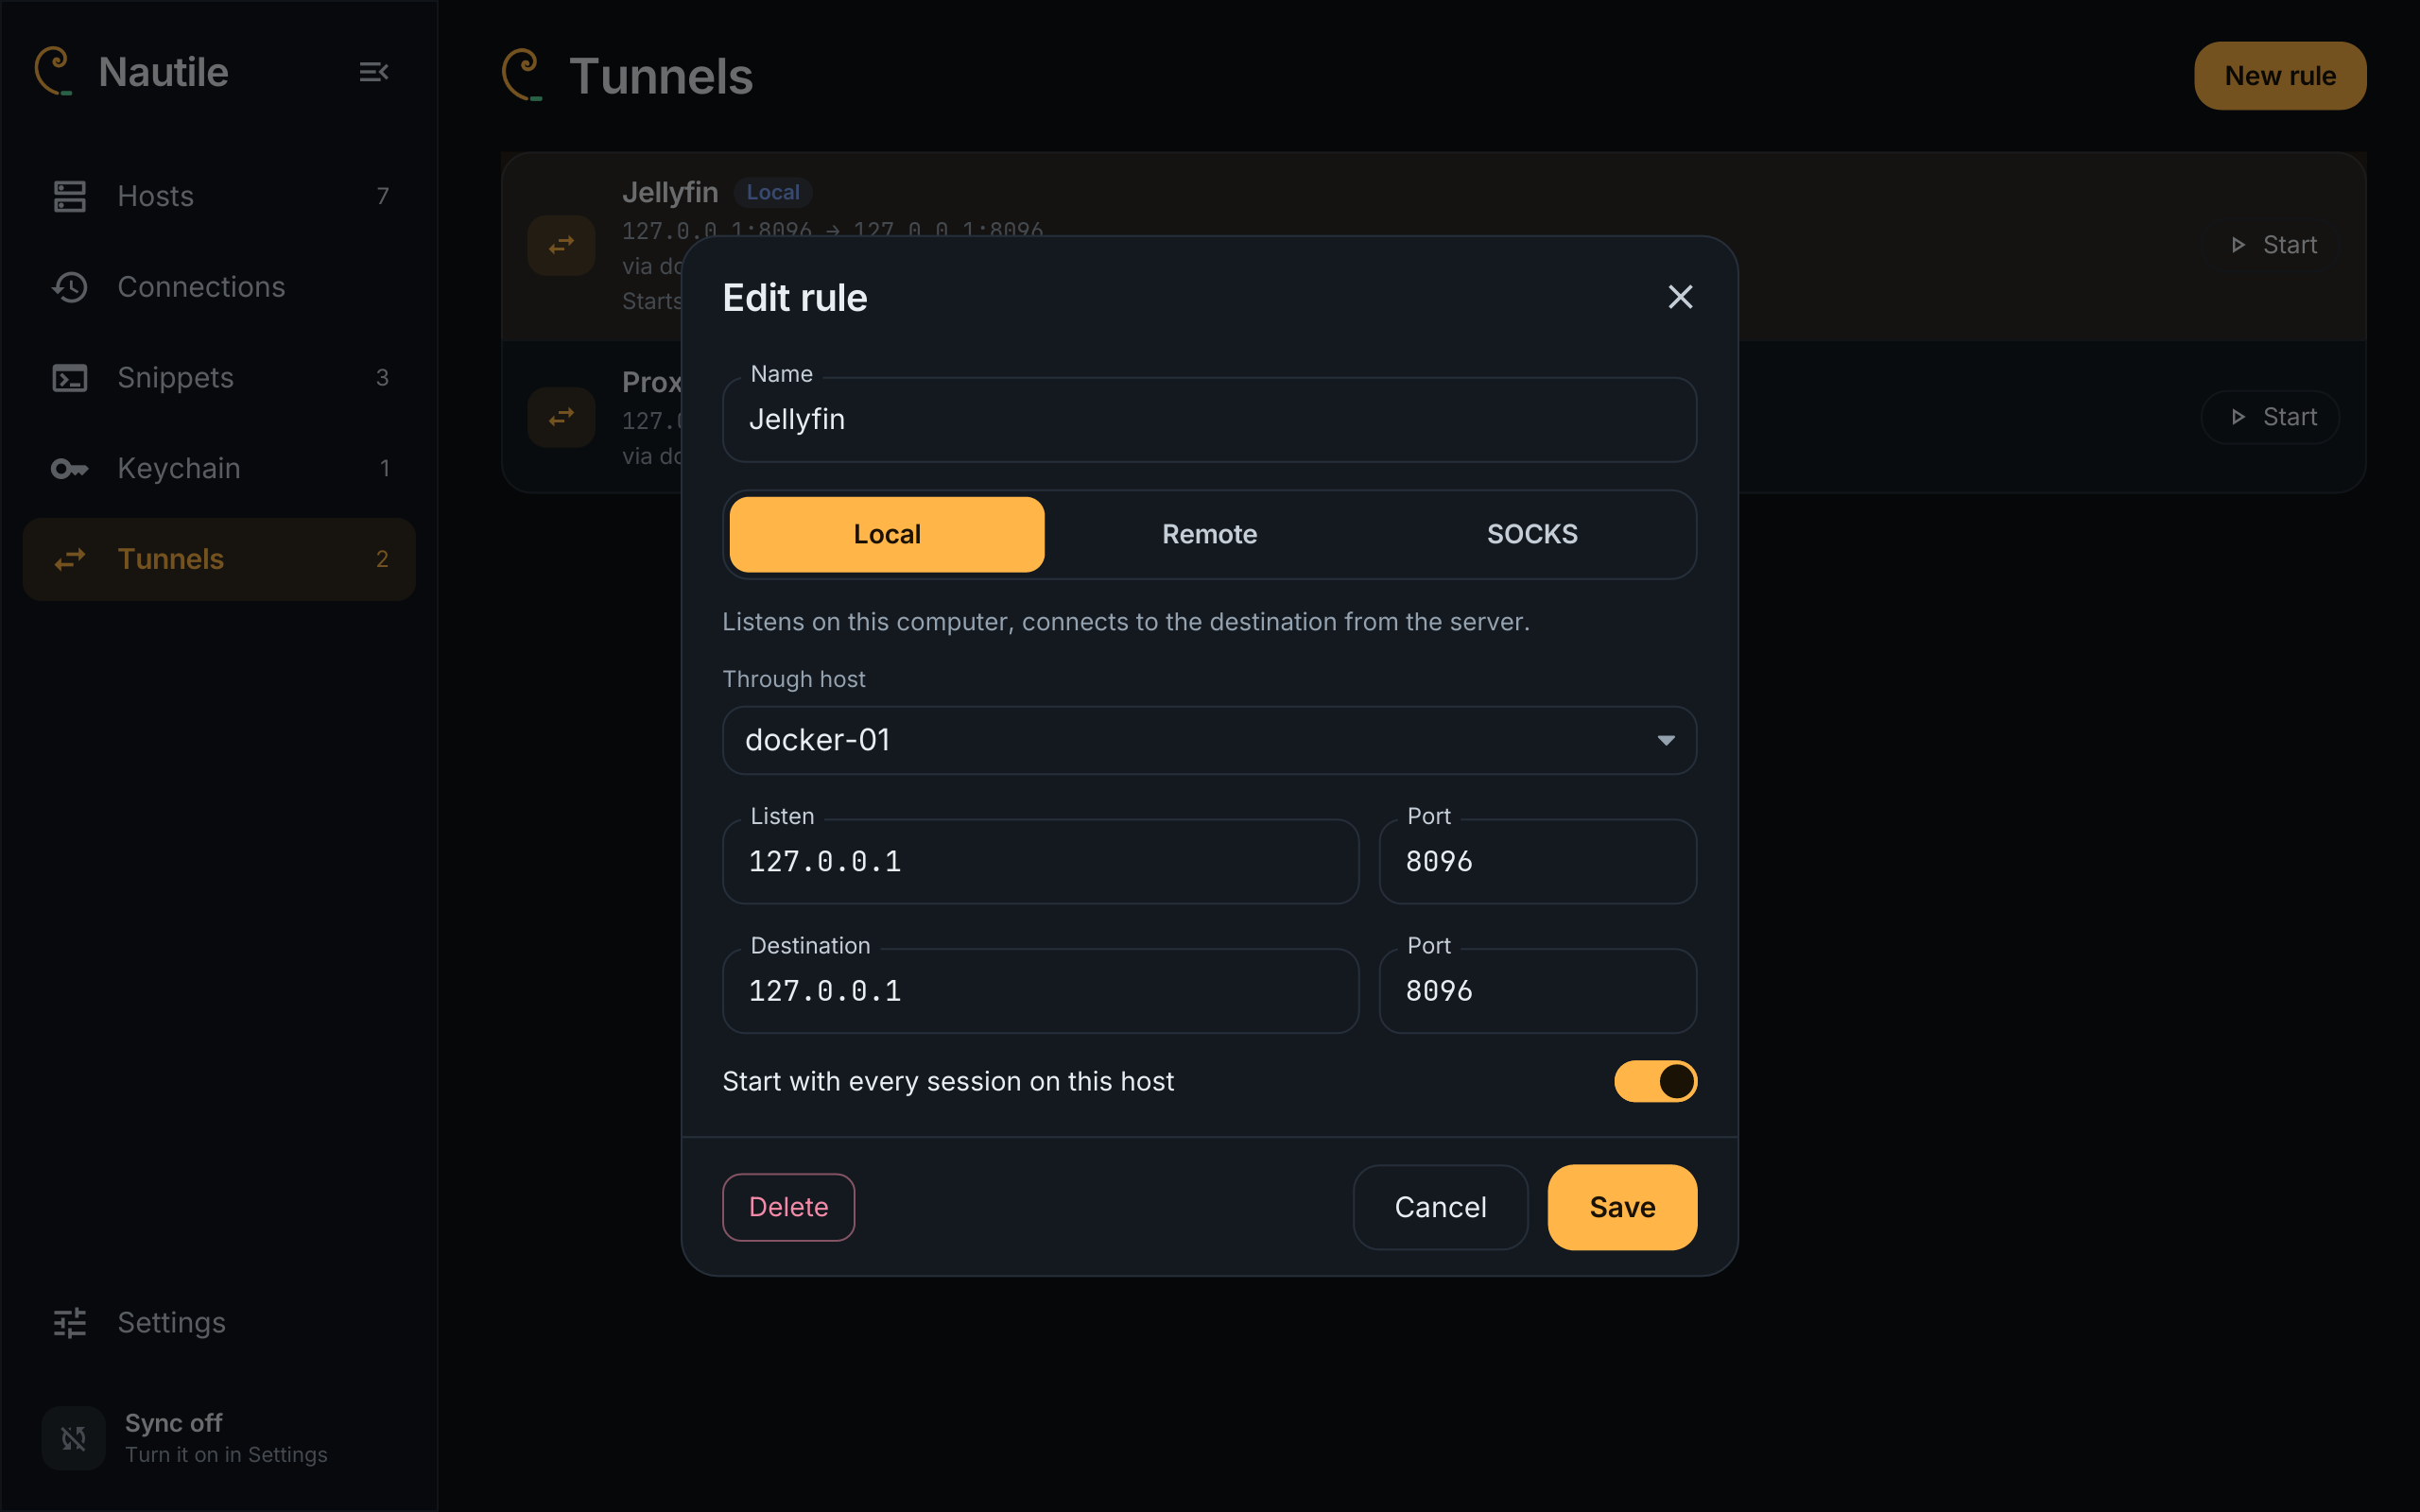 Nautile
Hosts 7
Connections
Snippets 3
Keychain 1
Tunnels 2
Settings
Sync off
Turn it on in Settings
Tunnels
New rule
Jellyfin Local
127.0.0.1:8096 → 127.0.0.1:8096
via
Starts
Start
127.
via
Start
Edit rule
Name
Jellyfin
Local Remote SOCKS
Listens on this computer, connects to the destination from the server.
Through host
docker-01
Listen Port
127.0.0.1 8096
Destination Port
127.0.0.1 8096
Start with every session on this host
Delete Cancel Save